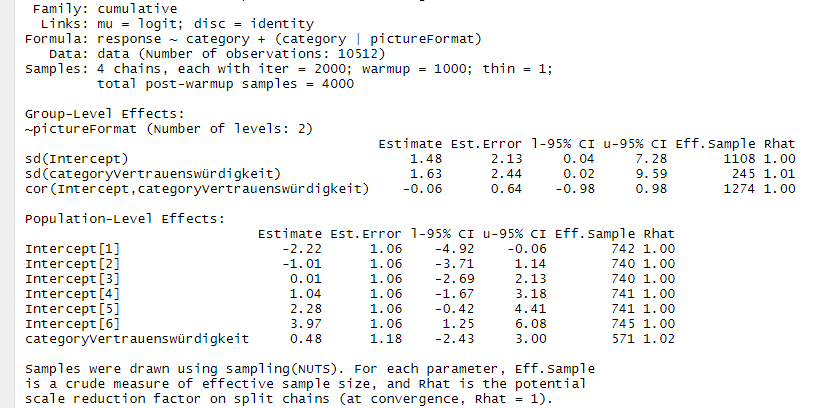 Family: cumulative
Links: mu = logit; disc = identity
Formula: response ~ category + (category | pictureFormat)
Data: data (Number of observations: 10512)
Samples: 4 chains, each with iter = 2000; warmup = 1000; thin = 1;
total post-warmup samples = 4000
Group-Level Effects:
~pictureFormat (Number of levels: 2)
Estimate Est.Error l-95% CI u-95% CI Eff.Sample Rhat
sd(Intercept) 1.48 2.13 0.04 7.28 1108 1.00
sd(categoryVertrauenswürdigkeit) 1.63 2.44 0.02 9.59 245 1.01
cor(Intercept,categoryVertrauenswürdigkeit) -0.06 0.64 -0.98 0.98 1274 1.00
Population-Level Effects:
Estimate Est.Error l-95% CI u-95% CI Eff.Sample Rhat
Intercept[1] -2.22 1.06 -4.92 -0.06 742 1.00
Intercept[2] -1.01 1.06 -3.71 1.14 740 1.00
Intercept[3] 0.01 1.06 -2.69 2.13 740 1.00
Intercept[4] 1.04 1.06 -1.67 3.18 741 1.00
Intercept[5] 2.28 1.06 -0.42 4.41 741 1.00
Intercept[6] 3.97 1.06 1.25 6.08 745 1.00
categoryVertrauenswürdigkeit 0.48 1.18 -2.43 3.00 571 1.02
Samples were drawn using sampling(NUTS). For each parameter, Eff.Sample
is a crude measure of effective sample size, and Rhat is the potential
scale reduction factor on split chains (at convergence, Rhat = 1).